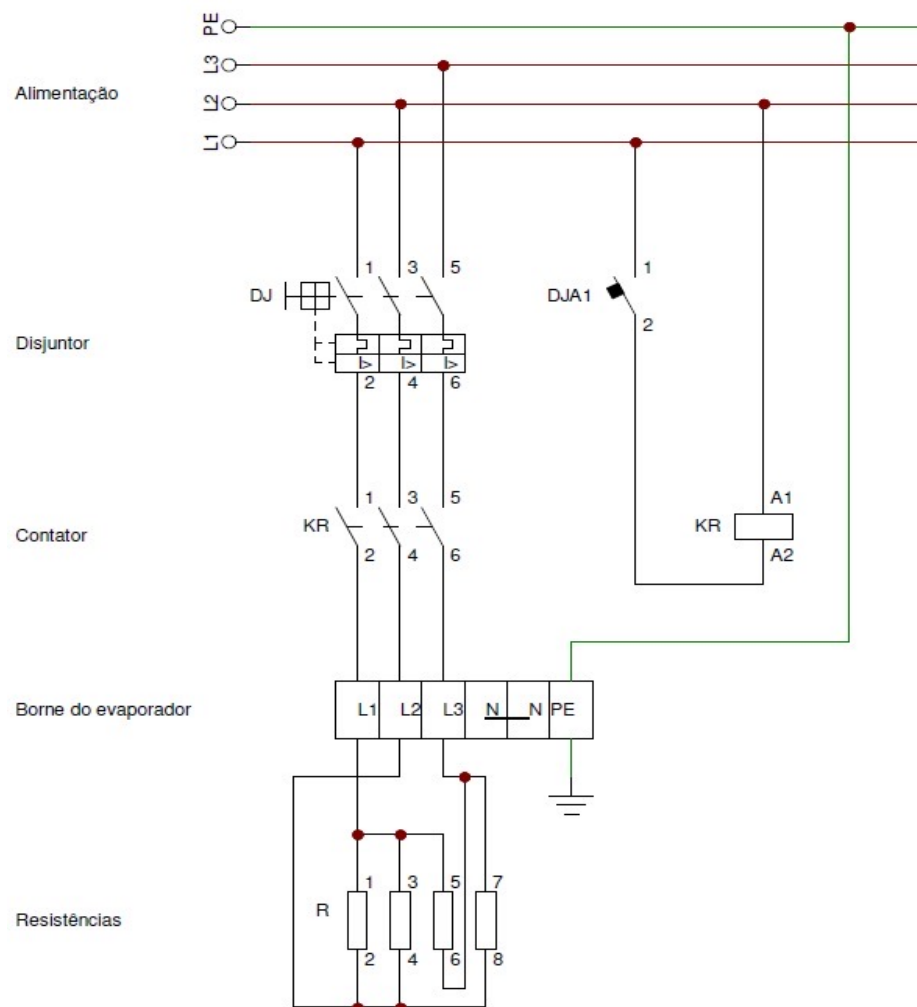 PE
L3
Alimentação
L2
L1
1 3 5 1
DJ DJA1
2
Disjuntor
I> I> I>
2 4 6
1 3 5 A1
KR KR
Contator
2 4 6 A2
Borne do evaporador L1 L2 L3 N N PE
1 3 5 7
Resistências R
2 4 6 8